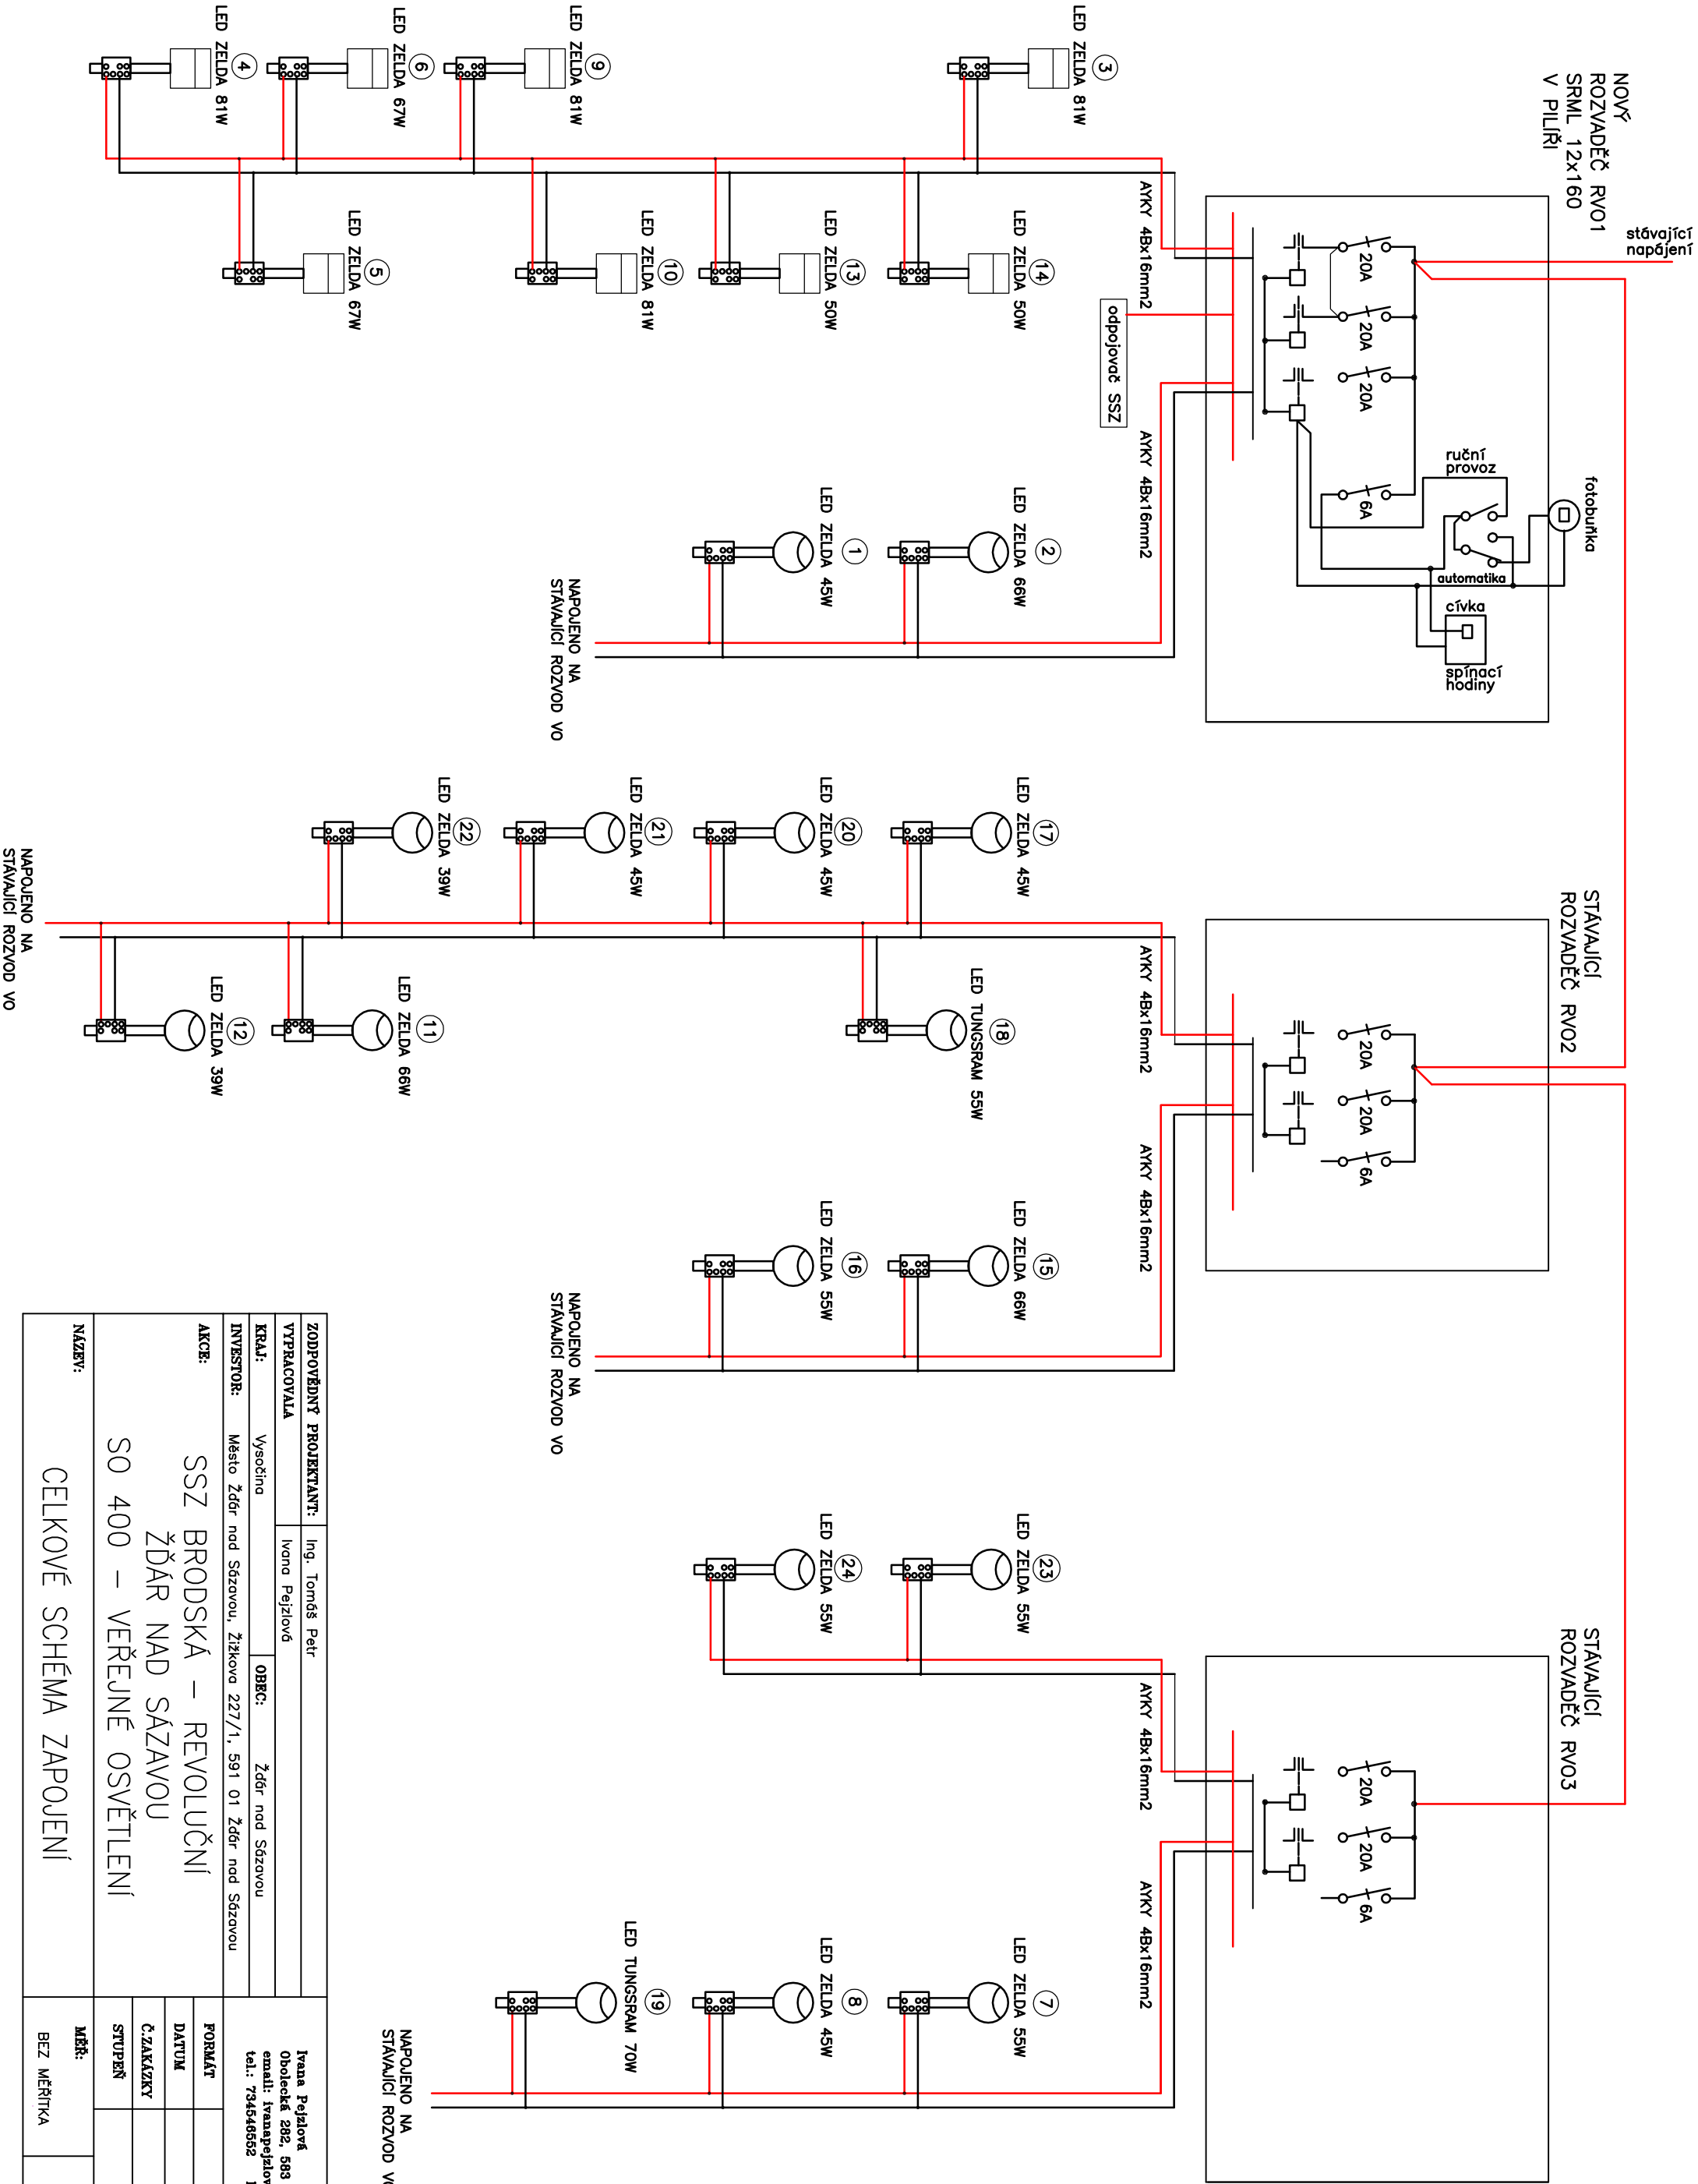 NOVÝ
ROZVADĚČ RVO1
SRML 12x160
V PILÍŘI
stávající
napájení
20A
20A
20A
6A
ruční
provoz
fotobuňka
automatika
cívka
spínací
hodiny
AYKY 4Bx16mm2
odpojovač SSZ
AYKY 4Bx16mm2
3
LED ZELDA 81W
14
LED ZELDA 50W
13
LED ZELDA 50W
9
LED ZELDA 81W
10
LED ZELDA 81W
6
LED ZELDA 67W
5
LED ZELDA 67W
4
LED ZELDA 81W
2
LED ZELDA 66W
1
LED ZELDA 45W
NAPOJENO NA
STÁVAJÍCÍ ROZVOD VO
STÁVAJÍCÍ
ROZVADĚČ RVO2
20A
20A
6A
AYKY 4Bx16mm2
AYKY 4Bx16mm2
17
LED ZELDA 45W
18
LED TUNGSRAM 55W
20
LED ZELDA 45W
21
LED ZELDA 45W
22
LED ZELDA 39W
11
LED ZELDA 66W
12
LED ZELDA 39W
NAPOJENO NA
STÁVAJÍCÍ ROZVOD VO
15
LED ZELDA 66W
16
LED ZELDA 55W
NAPOJENO NA
STÁVAJÍCÍ ROZVOD VO
STÁVAJÍCÍ
ROZVADĚČ RVO3
20A
20A
6A
AYKY 4Bx16mm2
AYKY 4Bx16mm2
23
LED ZELDA 55W
24
LED ZELDA 55W
7
LED ZELDA 55W
8
LED ZELDA 45W
19
LED TUNGSRAM 70W
NAPOJENO NA
STÁVAJÍCÍ ROZVOD
ZODPOVĚDNÝ PROJEKTANT: Ing. Tomáš Petr
VYPRACOVALA Ivana Pejzlová
KRAJ: Vysočina OBEC: Žďár nad Sázavou
INVESTOR: Město Žďár nad Sázavou, Žižkova 227/1, 591 01 Žďár nad Sázavou
AKCE: SSZ BRODSKÁ – REVOLUČNÍ
ŽĎÁR NAD SÁZAVOU
SO 400 – VEŘEJNÉ OSVĚTLENÍ
NÁZEV:
CELKOVÉ SCHÉMA ZAPOJENÍ
Ivana Pejzlová
Obolecká 282, 583
email: ivanapejzlov
tel.: 734546552
FORMÁT
DATUM
Č.ZAKÁZKY
STUPEŇ
MĚŘ:
BEZ MĚŘÍTKA